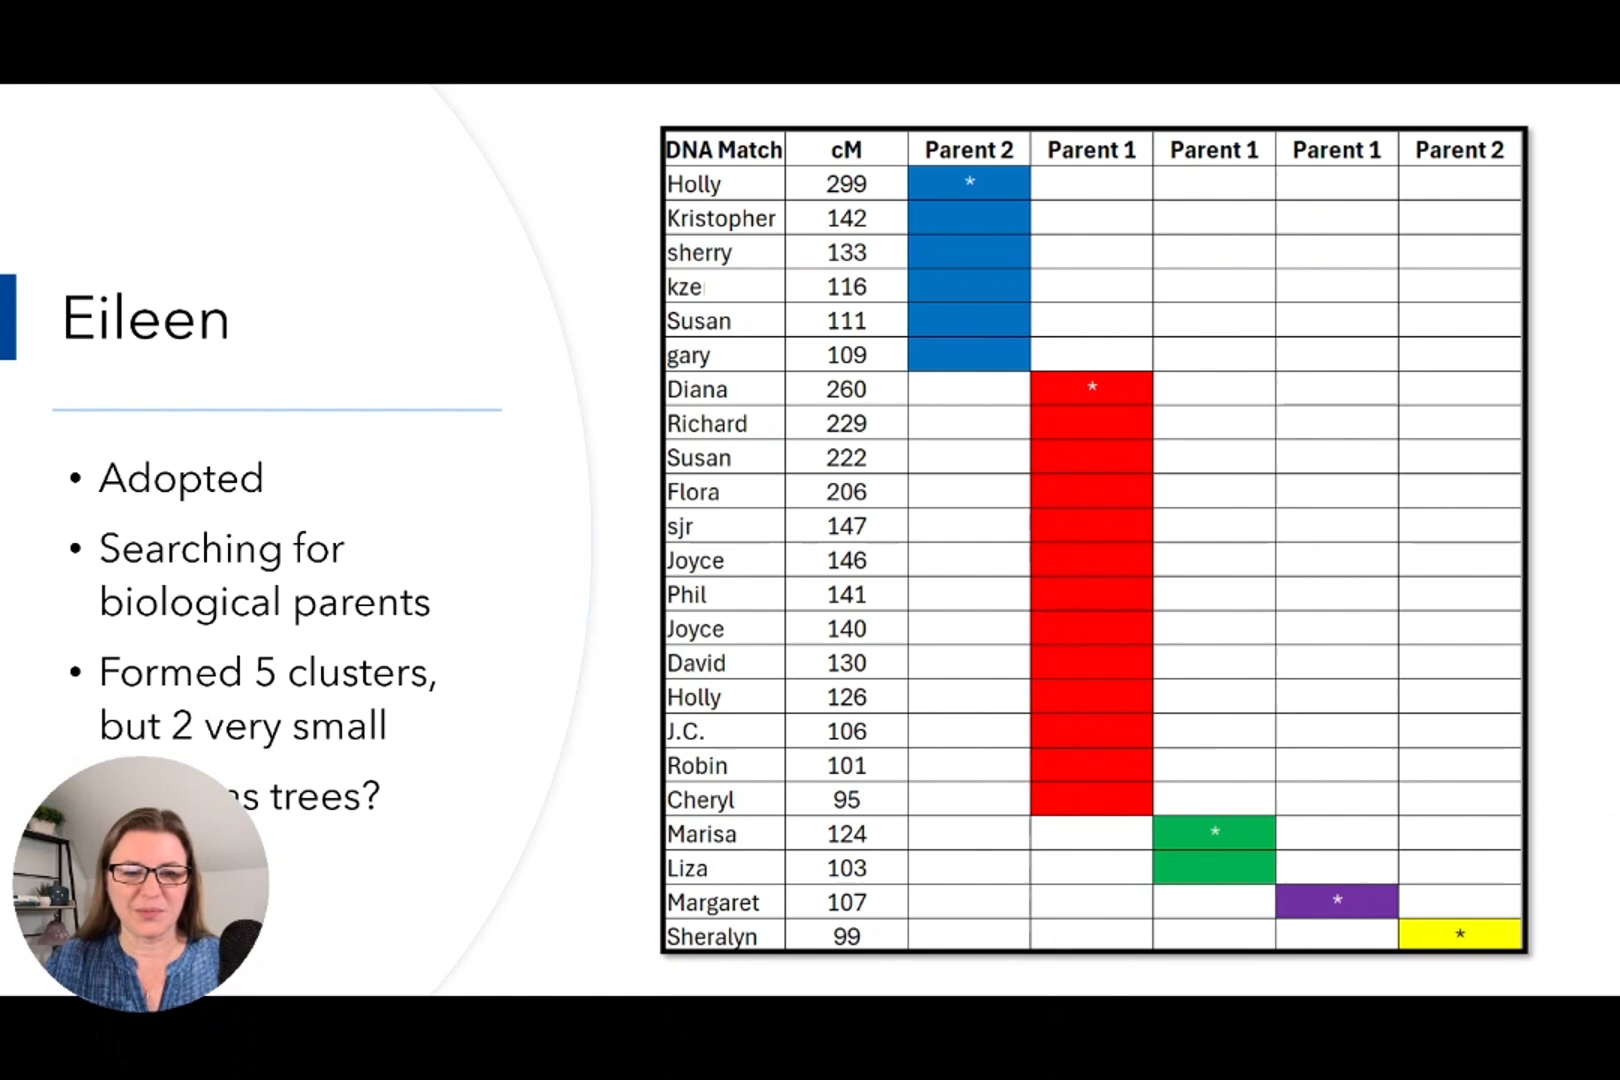 Eileen
• Adopted
• Searching for
biological parents
• Formed 5 clusters,
but 2 very small
trees?
DNA Match cM Parent 2 Parent 1 Parent 1 Parent 1 Parent 2
Holly 299 *
Kristopher 142
sherry 133
kze 116
Susan 111
gary 109
Diana 260 *
Richard 229
Susan 222
Flora 206
sjr 147
Joyce 146
Phil 141
Joyce 140
David 130
Holly 126
J.C. 106
Robin 101
Cheryl 95
Marisa 124 *
Liza 103
Margaret 107 *
Sheralyn 99 *